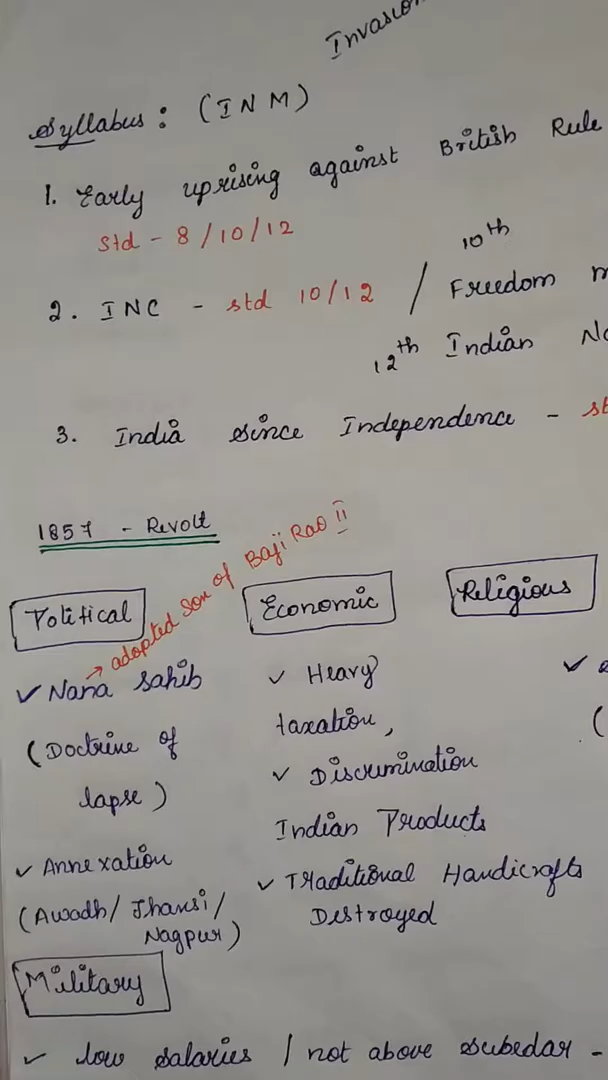 Invasion
Syllabus : (INM)
1. Early uprising against British Rule
Std - 8/10/12
10th
2. INC - std 10/12 / Freedom
12th Indian
3. India since Independence -
1857 - Revolt
adopted son of Baji Rao II
Political Economic Religious
✓ Nana Sahib ✓ Heavy ✓
(Doctrine of taxation, (
lapse) ✓ Discrimination
Indian Products
✓ Annexation ✓ Traditional Handicrafts
(Awadh/ Jhansi/ Destroyed
Nagpur)
Military
✓ low salaries / not above subedar -